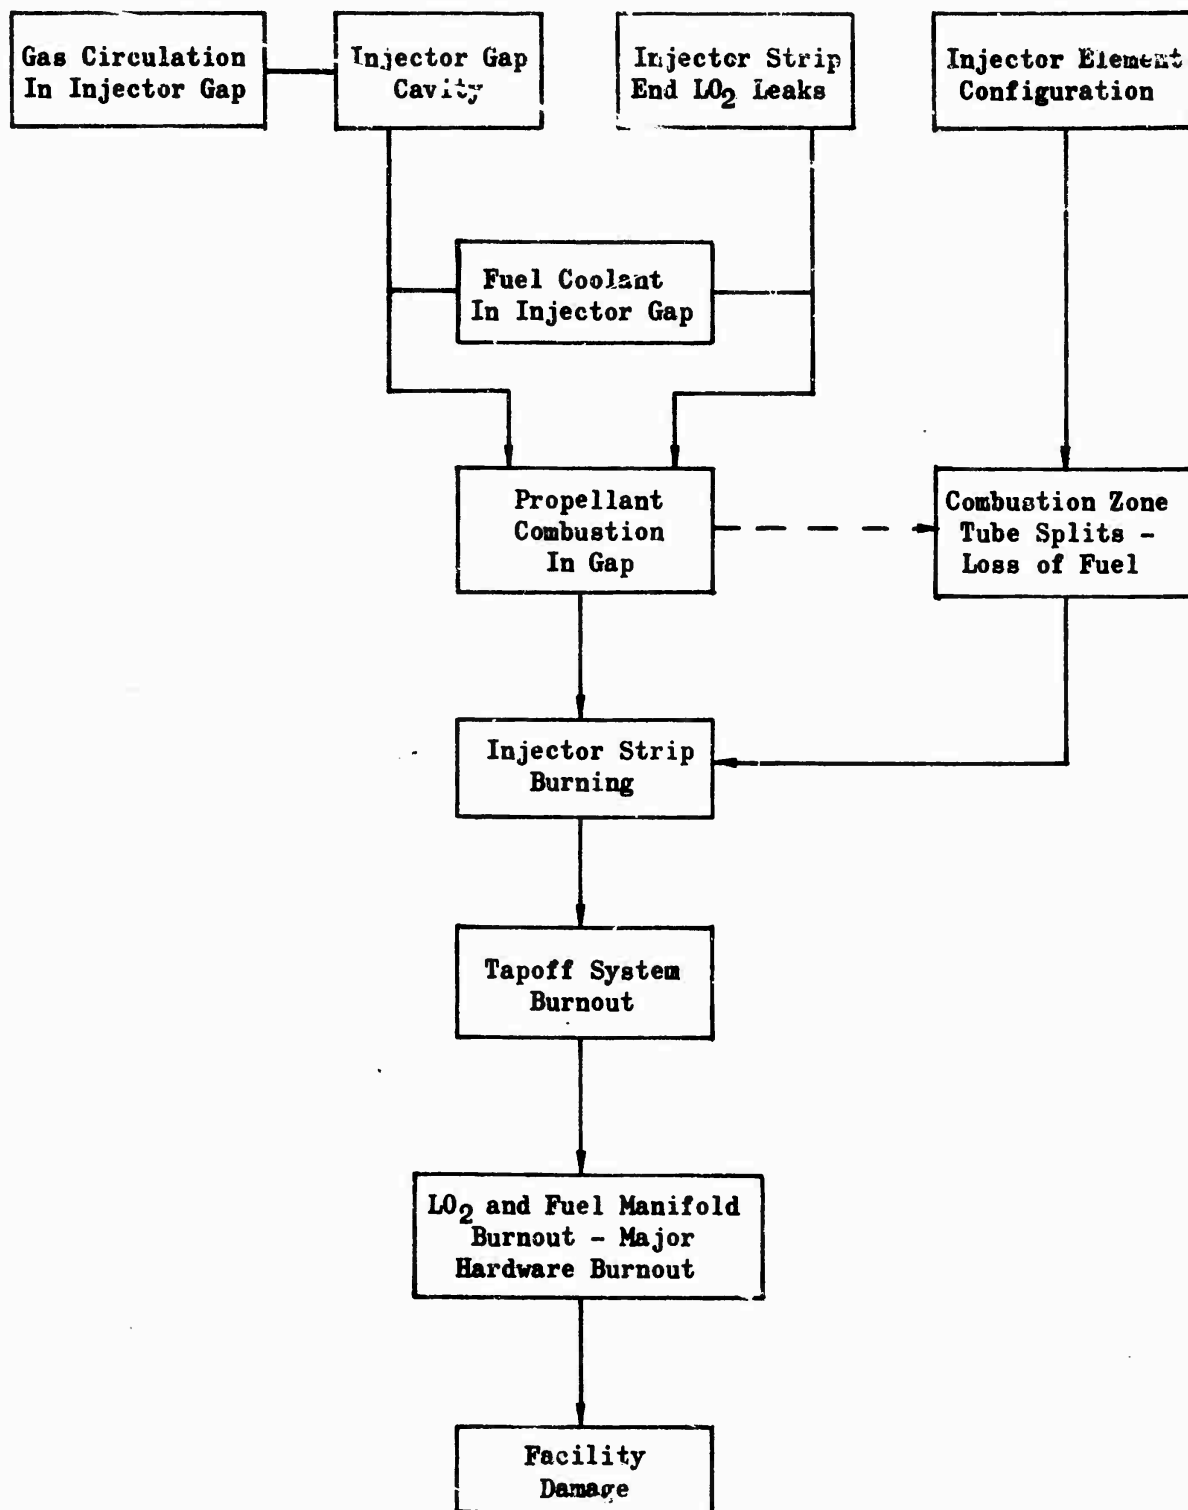 Gas Circulation
In Injector Gap
Injector Gap
Cavity
Injector Strip
End LO₂ Leaks
Injector Element
Configuration
Fuel Coolant
In Injector Gap
Propellant
Combustion
In Gap
Combustion Zone
Tube Splits -
Loss of Fuel
Injector Strip
Burning
Tapoff System
Burnout
LO₂ and Fuel Manifold
Burnout - Major
Hardware Burnout
Facility
Damage